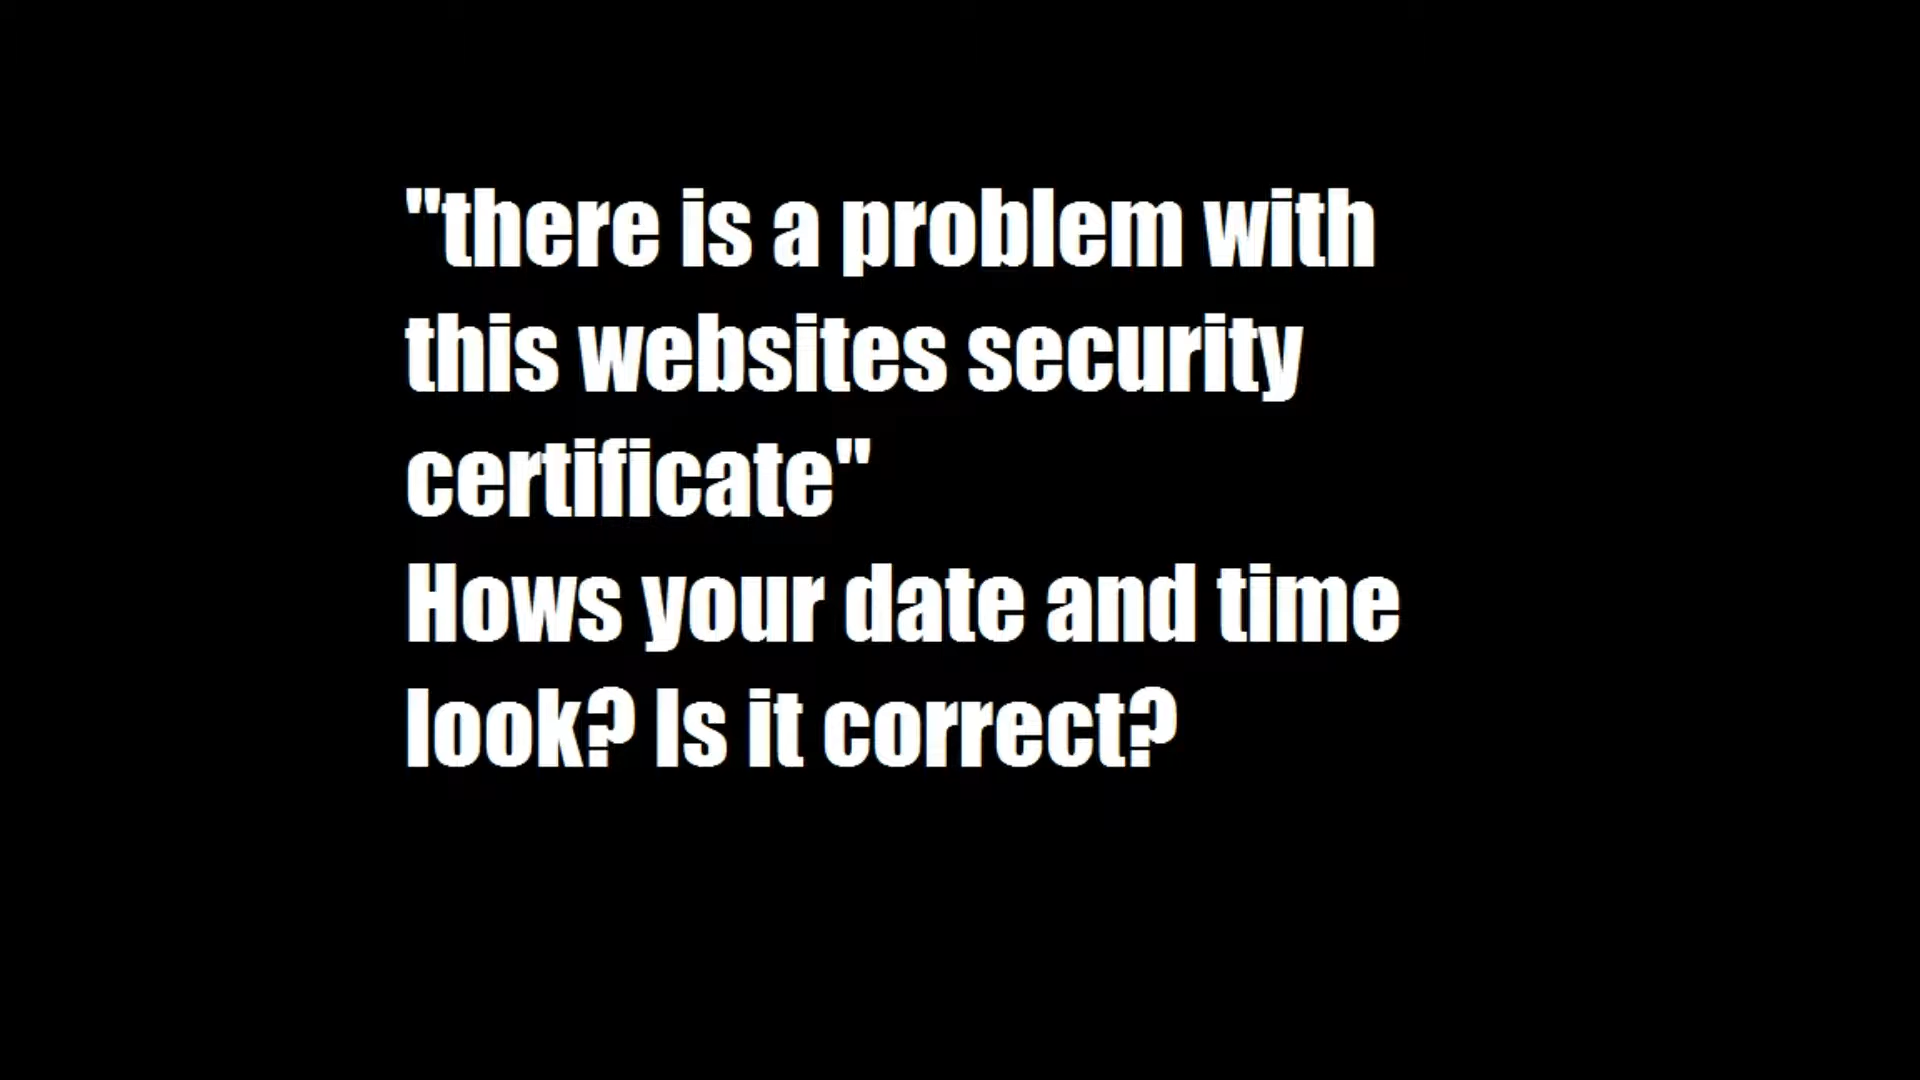 "there is a problem with
this websites security
certificate"
Hows your date and time
look? Is it correct?